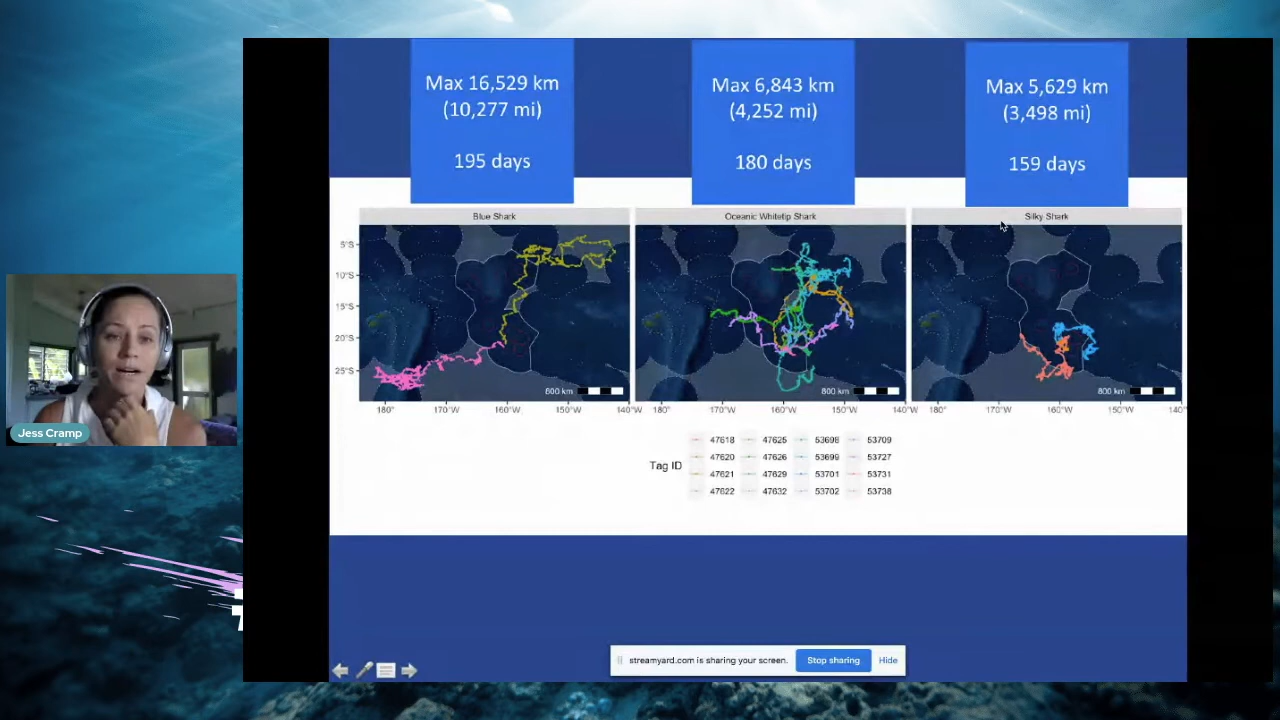 Max 16,529 km
(10,277 mi)
195 days
Max 6,843 km
(4,252 mi)
180 days
Max 5,629 km
(3,498 mi)
159 days
Blue Shark
Oceanic Whitetip Shark
Silky Shark
5°S
10°S
15°S
20°S
25°S
800 km
800 km
800 km
180° 170°W 160°W 150°W 140°W
180° 170°W 160°W 150°W 140°W
180° 170°W 160°W 150°W 140°
Tag ID
47618 47625 53698 53709
47620 47626 53699 53727
47621 47629 53701 53731
47622 47632 53702 53738
Jess Cramp
streamyard.com is sharing your screen. Stop sharing Hide